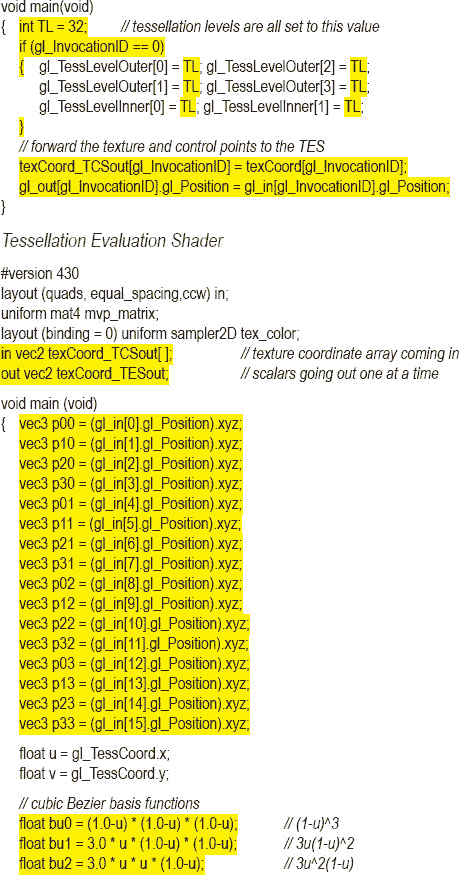 void main(void)
{ int TL = 32; // tessellation levels are all set to this value
if (gl_InvocationID == 0)
{ gl_TessLevelOuter[0] = TL; gl_TessLevelOuter[2] = TL;
gl_TessLevelOuter[1] = TL; gl_TessLevelOuter[3] = TL;
gl_TessLevelInner[0] = TL; gl_TessLevelInner[1] = TL;
}
// forward the texture and control points to the TES
texCoord_TCSout[gl_InvocationID] = texCoord[gl_InvocationID];
gl_out[gl_InvocationID].gl_Position = gl_in[gl_InvocationID].gl_Position;
}
Tessellation Evaluation Shader
#version 430
layout (quads, equal_spacing,ccw) in;
uniform mat4 mvp_matrix;
layout (binding = 0) uniform sampler2D tex_color;
in vec2 texCoord_TCSout[ ]; // texture coordinate array coming in
out vec2 texCoord_TESout; // scalars going out one at a time
void main (void)
{ vec3 p00 = (gl_in[0].gl_Position).xyz;
vec3 p10 = (gl_in[1].gl_Position).xyz;
vec3 p20 = (gl_in[2].gl_Position).xyz;
vec3 p30 = (gl_in[3].gl_Position).xyz;
vec3 p01 = (gl_in[4].gl_Position).xyz;
vec3 p11 = (gl_in[5].gl_Position).xyz;
vec3 p21 = (gl_in[6].gl_Position).xyz;
vec3 p31 = (gl_in[7].gl_Position).xyz;
vec3 p02 = (gl_in[8].gl_Position).xyz;
vec3 p12 = (gl_in[9].gl_Position).xyz;
vec3 p22 = (gl_in[10].gl_Position).xyz;
vec3 p32 = (gl_in[11].gl_Position).xyz;
vec3 p03 = (gl_in[12].gl_Position).xyz;
vec3 p13 = (gl_in[13].gl_Position).xyz;
vec3 p23 = (gl_in[14].gl_Position).xyz;
vec3 p33 = (gl_in[15].gl_Position).xyz;
float u = gl_TessCoord.x;
float v = gl_TessCoord.y;
// cubic Bezier basis functions
float bu0 = (1.0-u) * (1.0-u) * (1.0-u); // (1-u)^3
float bu1 = 3.0 * u * (1.0-u) * (1.0-u); // 3u(1-u)^2
float bu2 = 3.0 * u * u * (1.0-u); // 3u^2(1-u)